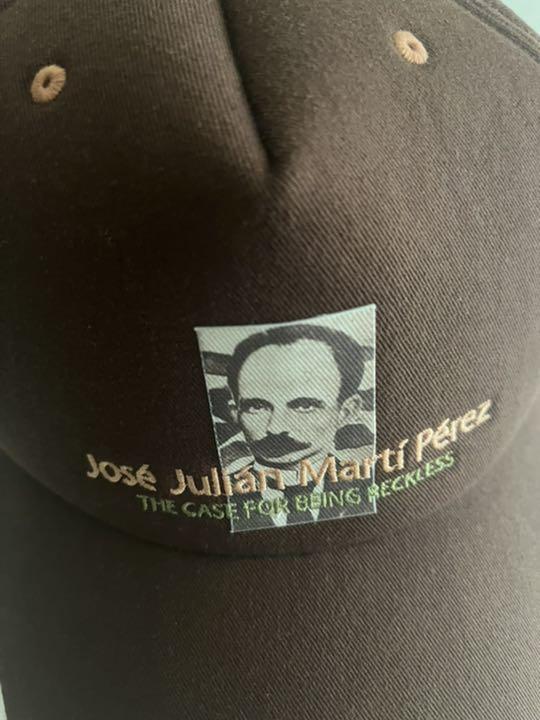 José Julián Martí Pérez
THE CASE FOR BEING RECKLESS